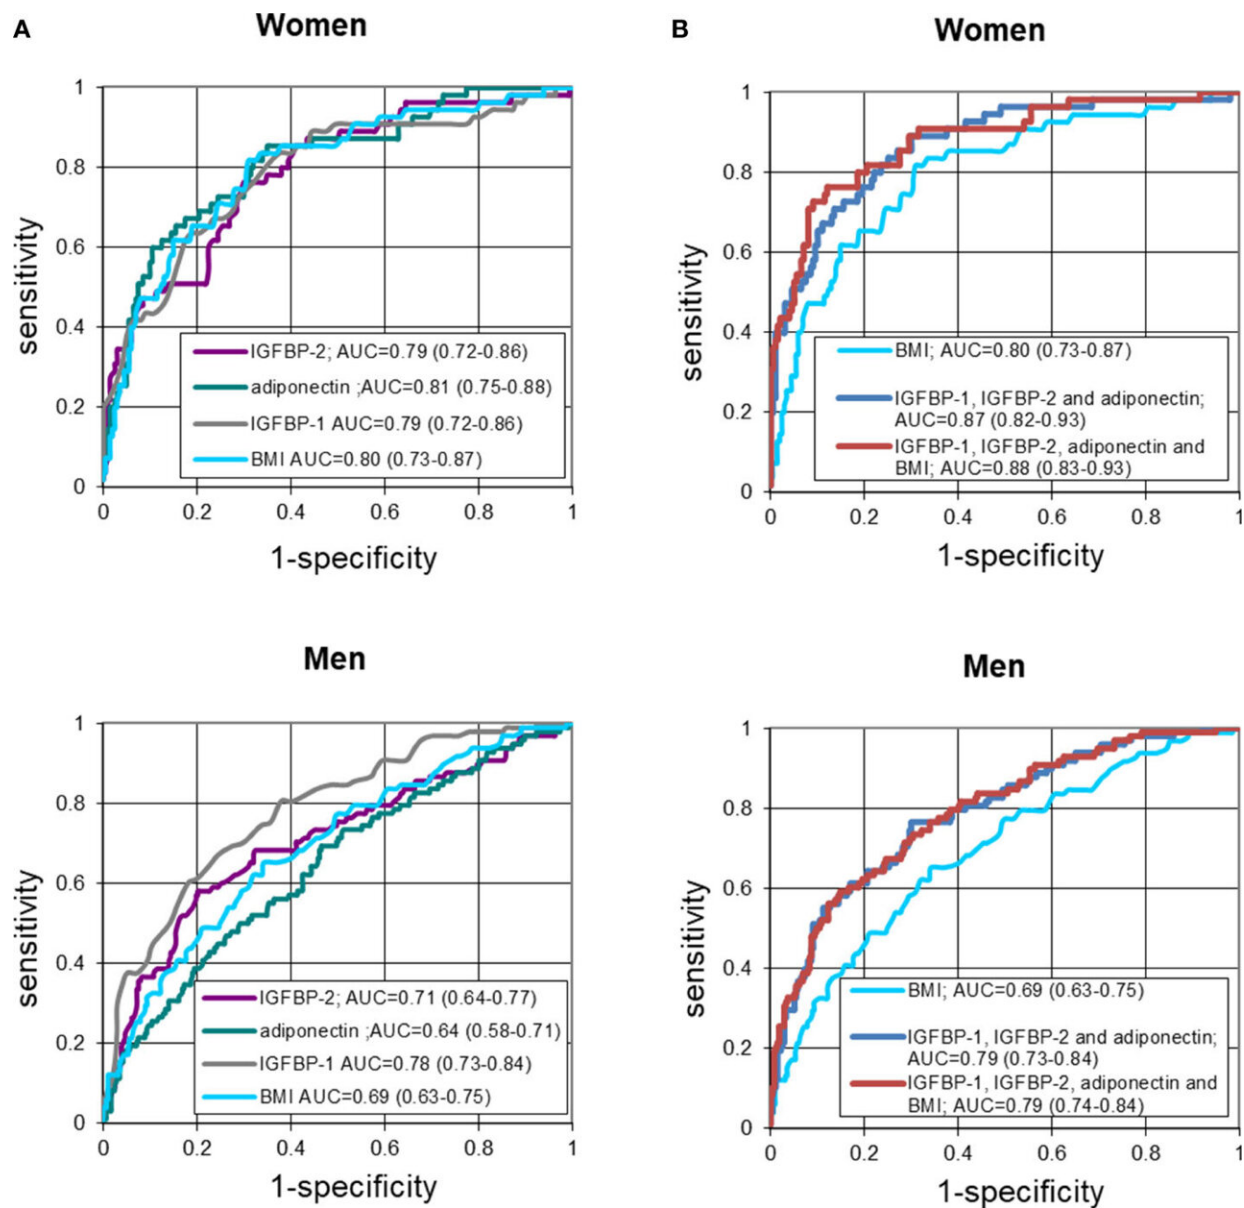 A
Women
1
0.8
0.6
0.4
0.2
0
sensitivity
IGFBP-2; AUC=0.79 (0.72-0.86)
adiponectin ;AUC=0.81 (0.75-0.88)
IGFBP-1 AUC=0.79 (0.72-0.86)
BMI AUC=0.80 (0.73-0.87)
0 0.2 0.4 0.6 0.8 1
1-specificity
B
Women
1
0.8
0.6
0.4
0.2
0
sensitivity
BMI; AUC=0.80 (0.73-0.87)
IGFBP-1, IGFBP-2 and adiponectin;
AUC=0.87 (0.82-0.93)
IGFBP-1, IGFBP-2, adiponectin and
BMI; AUC=0.88 (0.83-0.93)
0 0.2 0.4 0.6 0.8 1
1-specificity
Men
1
0.8
0.6
0.4
0.2
0
sensitivity
IGFBP-2; AUC=0.71 (0.64-0.77)
adiponectin ;AUC=0.64 (0.58-0.71)
IGFBP-1 AUC=0.78 (0.73-0.84)
BMI AUC=0.69 (0.63-0.75)
0 0.2 0.4 0.6 0.8 1
1-specificity
Men
1
0.8
0.6
0.4
0.2
0
sensitivity
BMI; AUC=0.69 (0.63-0.75)
IGFBP-1, IGFBP-2 and adiponectin;
AUC=0.79 (0.73-0.84)
IGFBP-1, IGFBP-2, adiponectin and
BMI; AUC=0.79 (0.74-0.84)
0 0.2 0.4 0.6 0.8 1
1-specificity